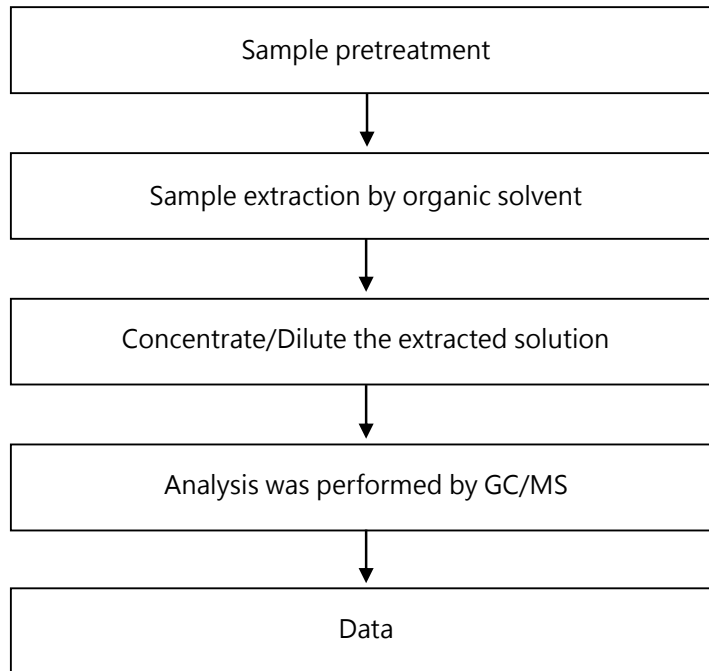 Sample pretreatment
Sample extraction by organic solvent
Concentrate/Dilute the extracted solution
Analysis was performed by GC/MS
Data